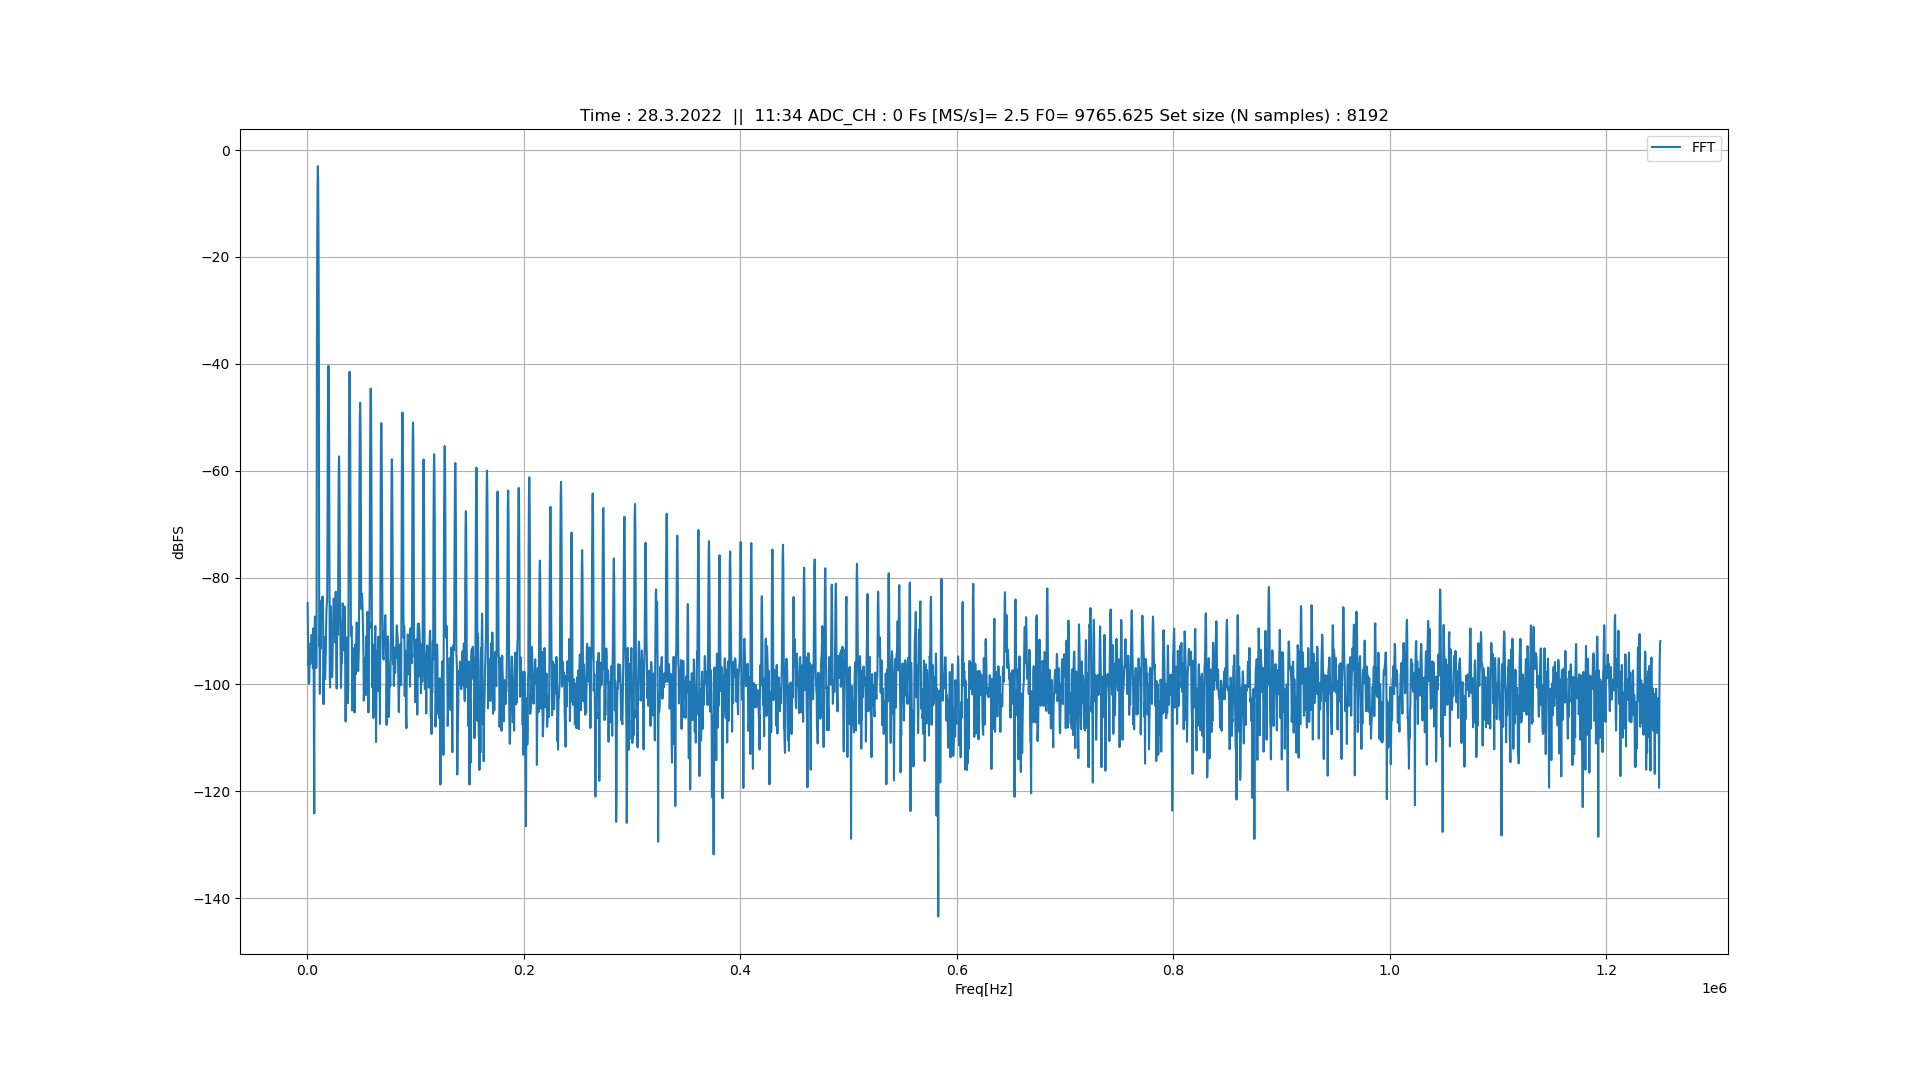 Time : 28.3.2022  ||  11:34 ADC_CH : 0 Fs [MS/s]= 2.5 F0= 9765.625 Set size (N samples) : 8192
FFT
0
−20
−40
−60
−80
−100
−120
−140
dBFS
0.0 0.2 0.4 0.6 0.8 1.0 1.2
Freq[Hz]
1e6